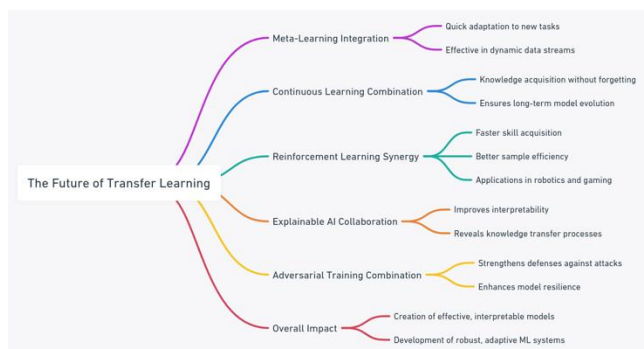 The Future of Transfer Learning
Meta-Learning Integration
Quick adaptation to new tasks
Effective in dynamic data streams
Continuous Learning Combination
Knowledge acquisition without forgetting
Ensures long-term model evolution
Reinforcement Learning Synergy
Faster skill acquisition
Better sample efficiency
Applications in robotics and gaming
Explainable AI Collaboration
Improves interpretability
Reveals knowledge transfer processes
Adversarial Training Combination
Strengthens defenses against attacks
Enhances model resilience
Overall Impact
Creation of effective, interpretable models
Development of robust, adaptive ML systems